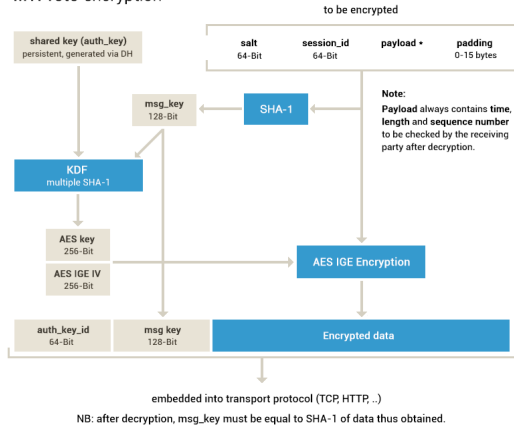 to be encrypted
shared key (auth_key)
persistent, generated via DH
salt
64-Bit
session_id
64-Bit
payload *
padding
0-15 bytes
Note:
Payload always contains time,
length and sequence number
to be checked by the receiving
party after decryption.
msg_key
128-Bit
SHA-1
KDF
multiple SHA-1
AES key
256-Bit
AES IGE IV
256-Bit
AES IGE Encryption
auth_key_id
64-Bit
msg key
128-Bit
Encrypted data
embedded into transport protocol (TCP, HTTP, ..)
NB: after decryption, msg_key must be equal to SHA-1 of data thus obtained.